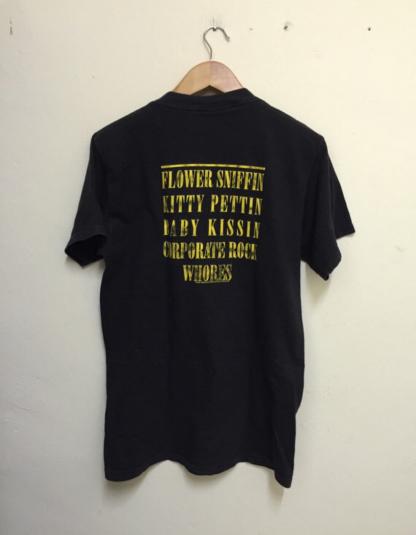 FLOWER SNIFFIN
KITTY PETTIN
BABY KISSIN
CORPORATE ROCK
WHORES